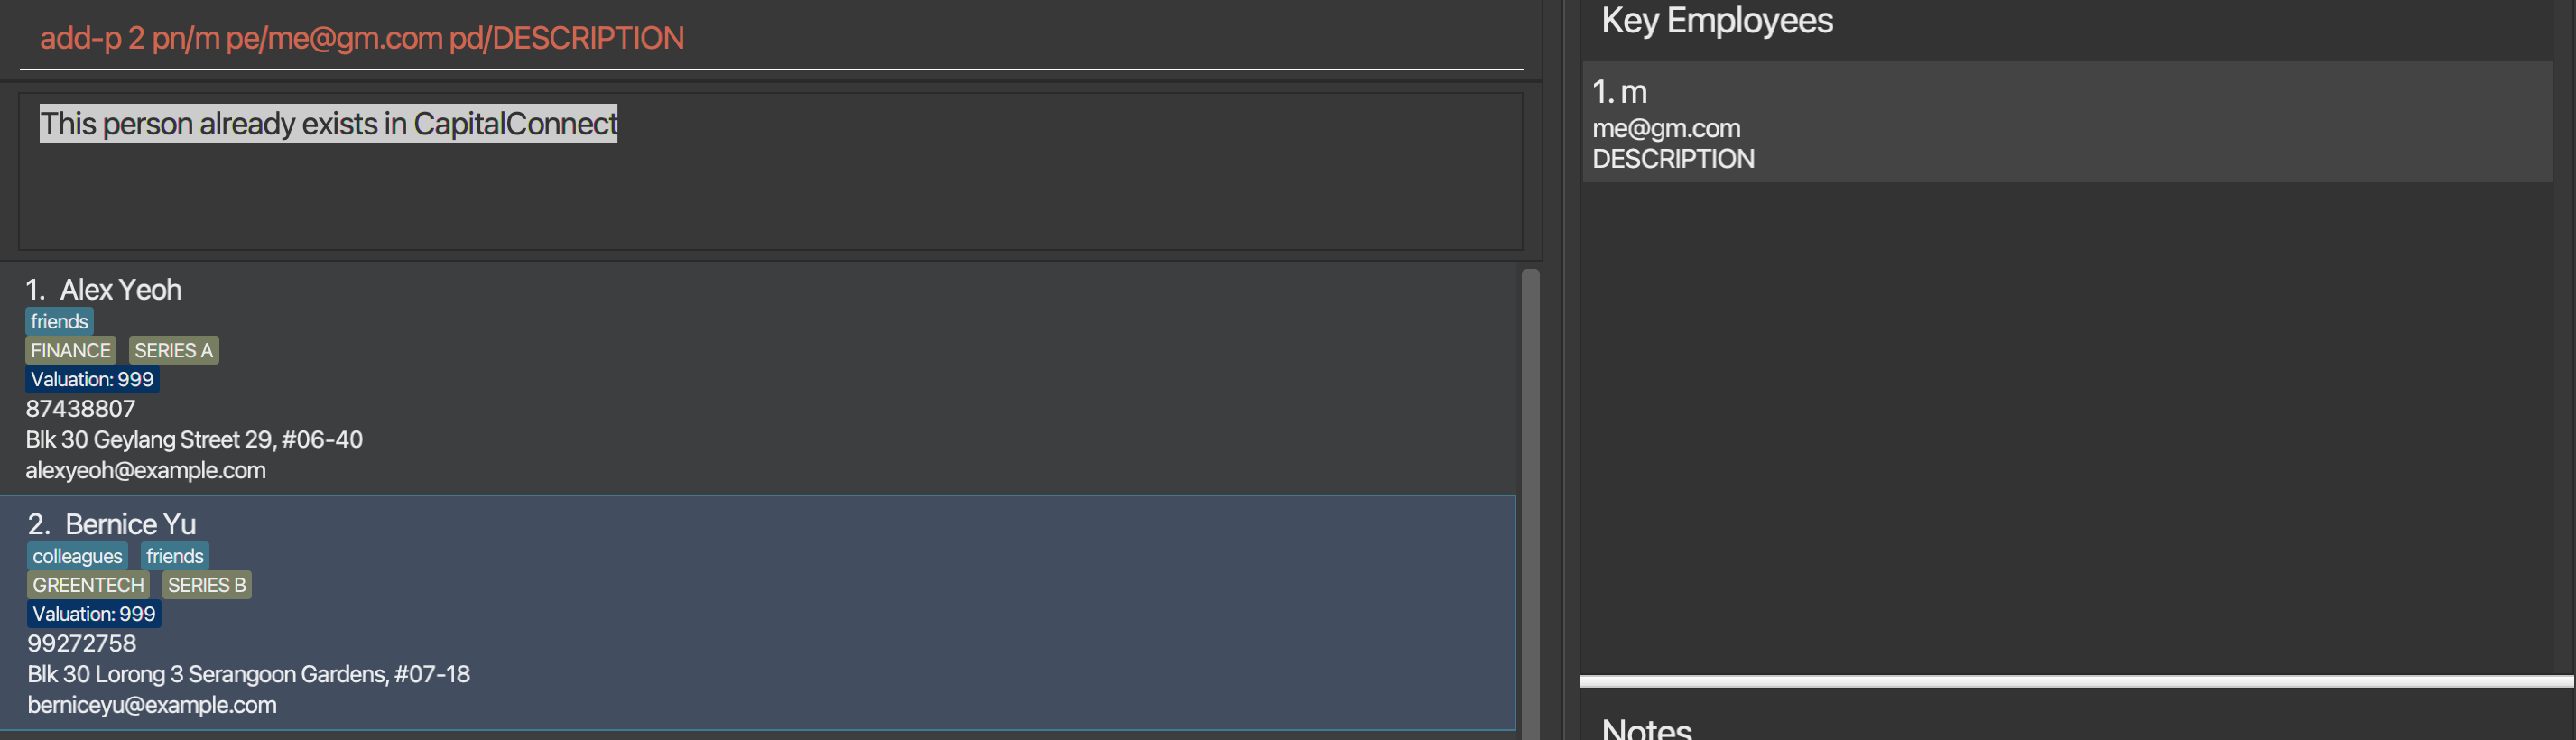 add-p 2 pn/m pe/me@gm.com pd/DESCRIPTION
This person already exists in CapitalConnect
1. Alex Yeoh
friends
FINANCE SERIES A
Valuation: 999
87438807
Blk 30 Geylang Street 29, #06-40
alexyeoh@example.com
2. Bernice Yu
colleagues friends
GREENTECH SERIES B
Valuation: 999
99272758
Blk 30 Lorong 3 Serangoon Gardens, #07-18
berniceyu@example.com
Key Employees
1. m
me@gm.com
DESCRIPTION
Notes